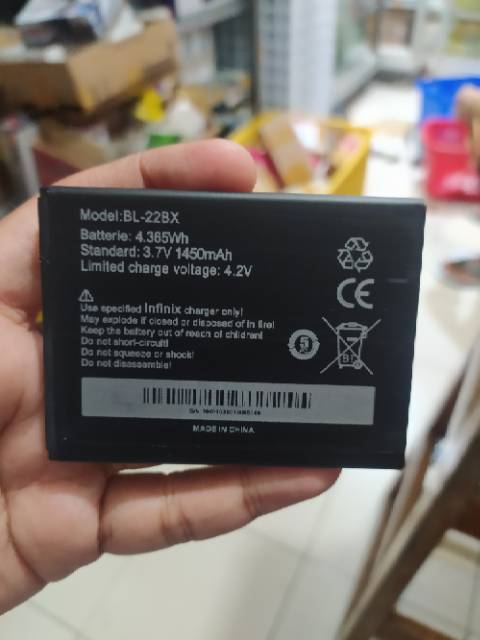 Model:BL-22BX
Batterie: 4.365Wh
Standard: 3.7V 1450mAh
Limited charge voltage: 4.2V
Use specified Infinix charger only!
May explode if closed or disposed of in fire!
Keep the battery out of reach of children!
Do not short-circuit!
Do not squeeze or shock!
Do not disassemble!
CE
5
S/N:
MADE IN CHINA